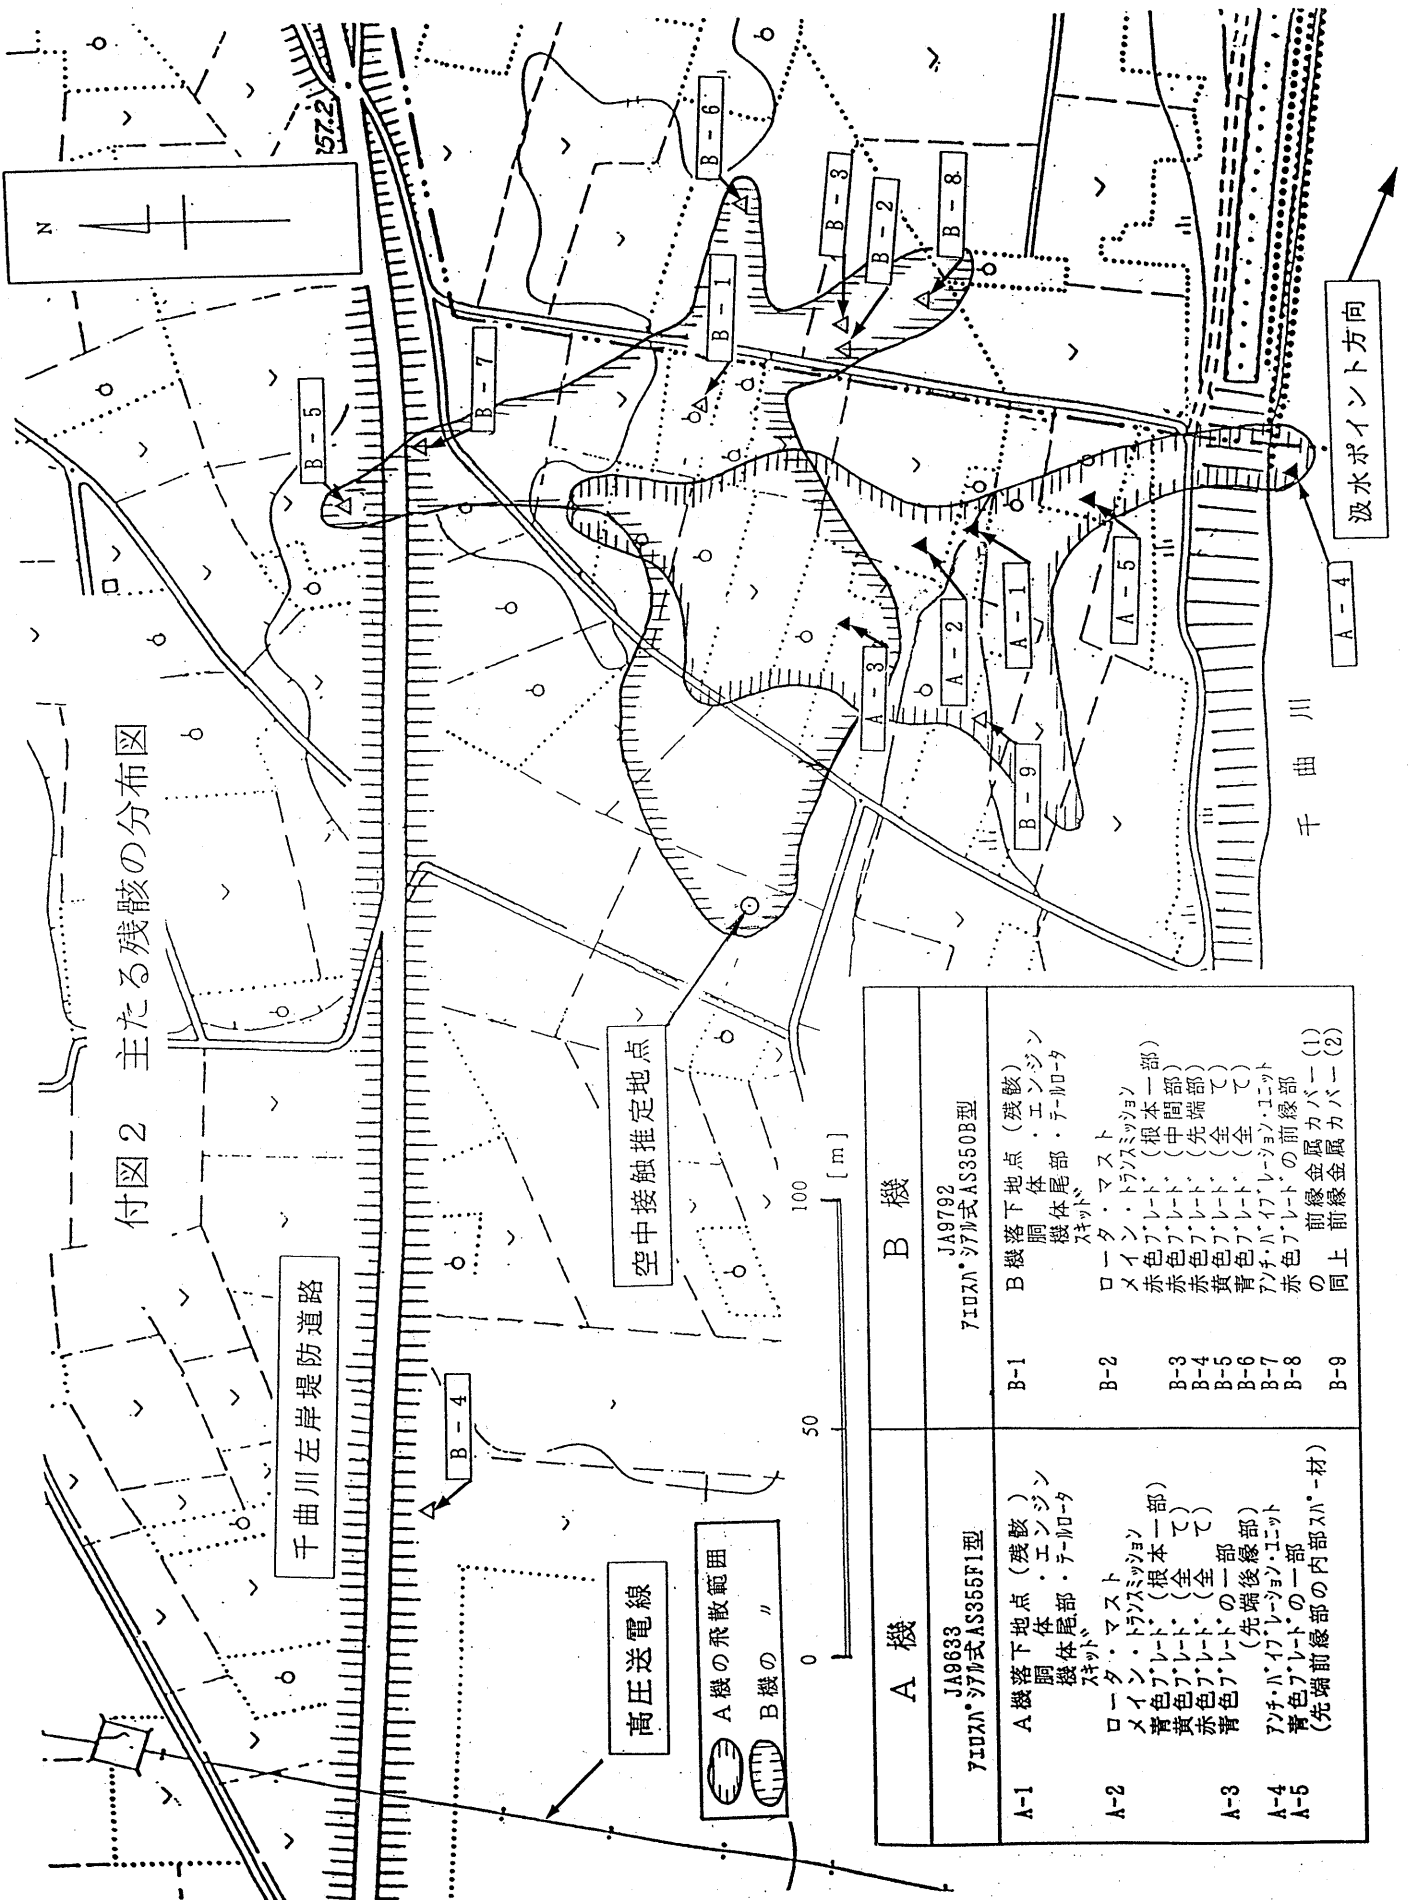 付図2 主たる残骸の分布図
N
157.2
千曲川左岸堤防道路
高圧送電線
空中接触推定地点
汲水ポイント方向
千曲川
B-5
B-7
B-6
B-1
B-3
B-2
B-8
B-4
B-9
A-3
A-2
A-1
A-5
A-4
A機の飛散範囲
B機の 〃
0 50 100 [m]
A 機
JA9633
アエロスパシアル式AS355F1型
A-1 A機落下地点(残骸)
胴体・エンジン
機体尾部・テールロータ
スキッド
A-2 ロータ・マスト
メイン・トランスミッション
青色ブレード(根本一部)
黄色ブレード(全て)
赤色ブレード(全て)
A-3 青色ブレードの一部
(先端後縁部)
A-4 アンチ・バイブレーション・ユニット
A-5 青色ブレードの一部
(先端前縁部の内部スパー材)
B 機
JA9792
アエロスパシアル式AS350B型
B-1 B機落下地点(残骸)
胴体・エンジン
機体尾部・テールロータ
スキッド
B-2 ロータ・マスト
メイン・トランスミッション
赤色ブレード(根本一部)
B-3 赤色ブレード(中間部)
B-4 赤色ブレード(先端部)
B-5 黄色ブレード(全て)
B-6 青色ブレード(全て)
B-7 アンチ・バイブレーション・ユニット
B-8 赤色ブレードの前縁部
の前縁金属カバー(1)
B-9 同上 前縁金属カバー(2)